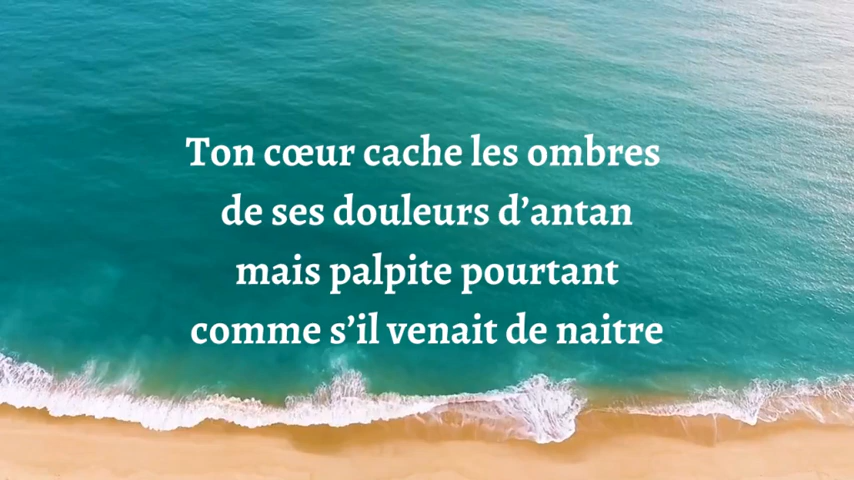 Ton cœur cache les ombres
de ses douleurs d’antan
mais palpite pourtant
comme s’il venait de naitre